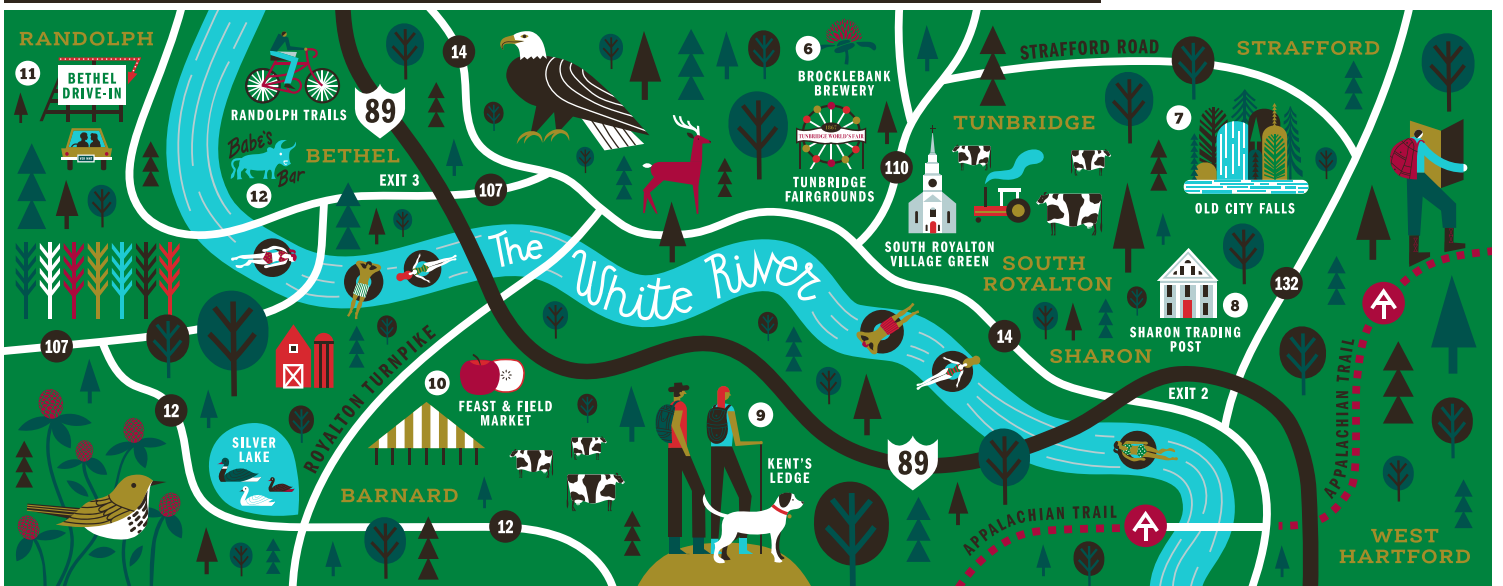 RANDOLPH
11
BETHEL
DRIVE-IN
RANDOLPH TRAILS
89
14
Babe's
Bar
BETHEL
12
EXIT 3
107
6
BROCKLEBANK
BREWERY
1867
TUNBRIDGE WORLD'S FAIR
TUNBRIDGE
FAIRGROUNDS
110
STRAFFORD ROAD
STRAFFORD
TUNBRIDGE
7
OLD CITY FALLS
SOUTH ROYALTON
VILLAGE GREEN
SOUTH
ROYALTON
The White River
8
SHARON TRADING
POST
132
14
SHARON
EXIT 2
107
12
ROYALTON TURNPIKE
10
FEAST & FIELD
MARKET
SILVER
LAKE
BARNARD
12
9
KENT'S
LEDGE
89
APPALACHIAN TRAIL
APPALACHIAN TRAIL
WEST
HARTFORD